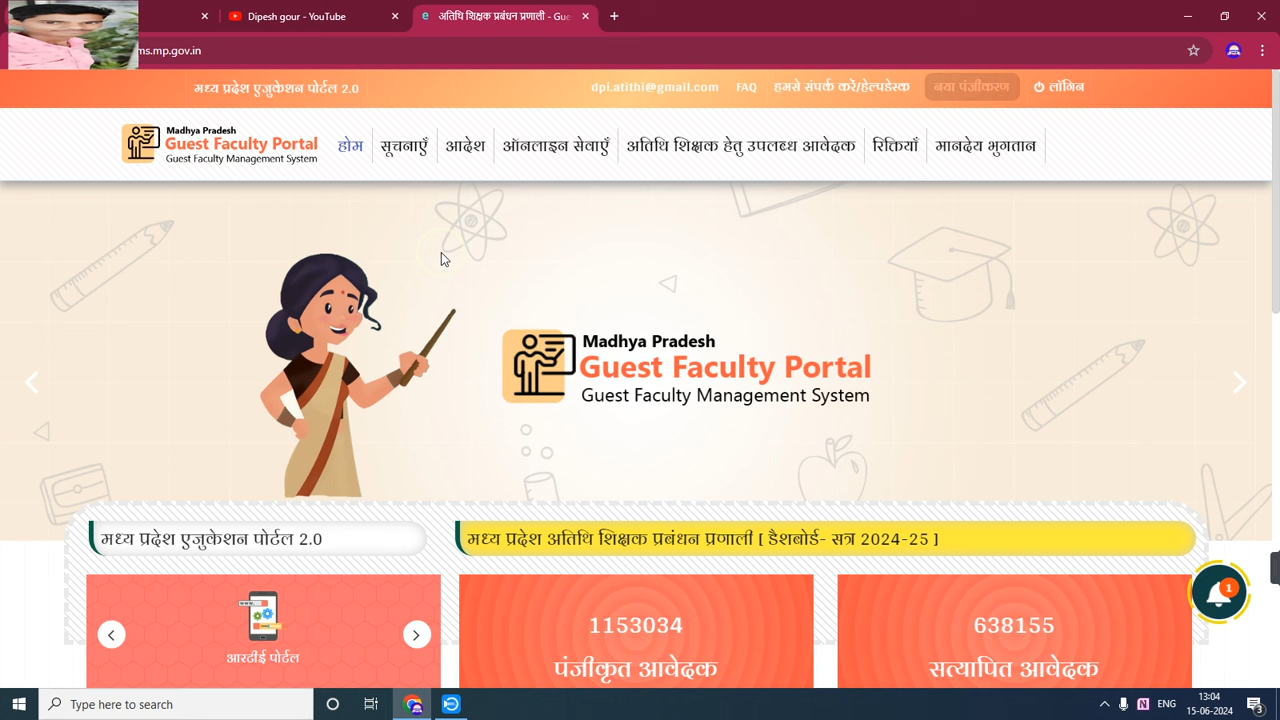 Dipesh gour - YouTube
अतिथि शिक्षक प्रबंधन प्रणाली - Gue
ms.mp.gov.in
मध्य प्रदेश एजुकेशन पोर्टल 2.0
dpi.atithi@gmail.com FAQ हमसे संपर्क करें/हेल्पडेस्क नया पंजीकरण लॉगिन
Madhya Pradesh
Guest Faculty Portal
Guest Faculty Management System
होम सूचनाएँ आदेश ऑनलाइन सेवाएँ अतिथि शिक्षक हेतु उपलब्ध आवेदक रिक्तियाँ मानदेय भुगतान
Madhya Pradesh
Guest Faculty Portal
Guest Faculty Management System
मध्य प्रदेश एजुकेशन पोर्टल 2.0
मध्य प्रदेश अतिथि शिक्षक प्रबंधन प्रणाली [ डैशबोर्ड- सत्र 2024-25 ]
1
WWW
आरटीई पोर्टल
1153034
पंजीकृत आवेदक
638155
सत्यापित आवेदक
Type here to search
ENG
13:04
15-06-2024
3